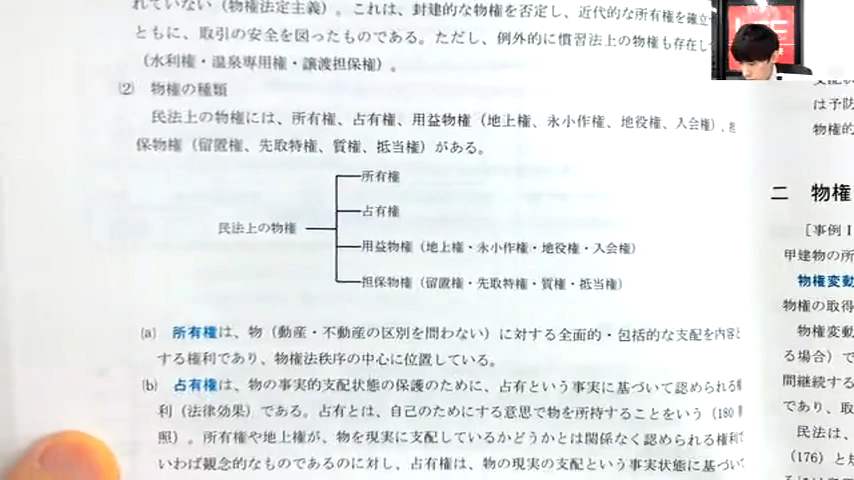 れていない（物権法定主義）。これは、封建的な物権を否定し、近代的な所有権を確立
ともに、取引の安全を図ったものである。ただし、例外的に慣習法上の物権も存在し
（水利権・温泉専用権・譲渡担保権）。
(2) 物権の種類
民法上の物権には、所有権、占有権、用益物権（地上権、永小作権、地役権、入会権）、担
保物権（留置権、先取特権、質権、抵当権）がある。
所有権
占有権
民法上の物権
用益物権（地上権・永小作権・地役権・入会権）
担保物権（留置権・先取特権・質権・抵当権）
(a) 所有権は、物（動産・不動産の区別を問わない）に対する全面的・包括的な支配を内容と
する権利であり、物権法秩序の中心に位置している。
(b) 占有権は、物の事実的支配状態の保護のために、占有という事実に基づいて認められる権
利（法律効果）である。占有とは、自己のためにする意思で物を所持することをいう（180
照）。所有権や地上権が、物を現実に支配しているかどうかとは関係なく認められる権利で
いわば観念的なものであるのに対し、占有権は、物の現実の支配という事実状態に基づい
は予防
物権的
二 物権
［事例Ⅰ
甲建物の所
物権変動
物権の取得
物権変動
る場合）で
間継続する
であり、取
民法は、
（176）と規